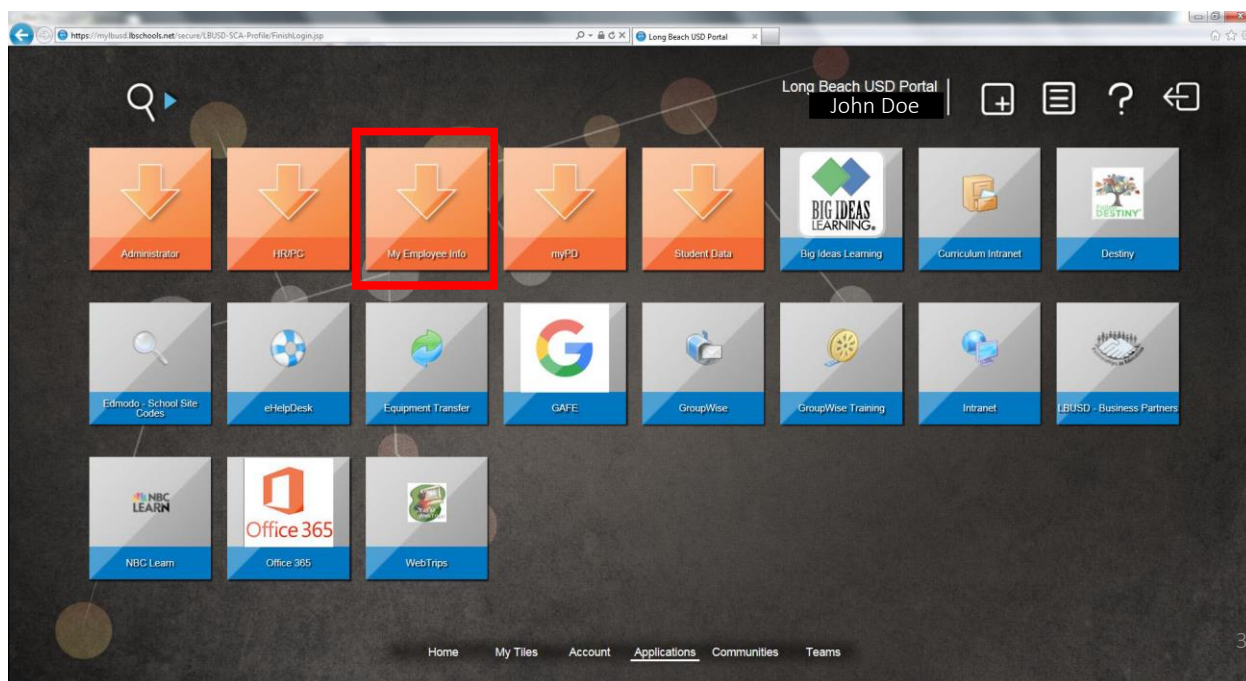 https://mylbusd.lbschools.net/secure/LBUSD-SCA-Profile/FinishLogin.jsp
Long Beach USD Portal
Long Beach USD Portal
John Doe
BIG IDEAS
LEARNING®
DESTINY
Administrator
HR/PC
My Employee Info
myPD
Student Data
Big Ideas Learning
Curriculum Intranet
Destiny
Edmodo - School Site
Codes
eHelpDesk
Equipment Transfer
GAFE
GroupWise
GroupWise Training
Intranet
LBUSD - Business Partners
NBC
LEARN
Office 365
NBC Learn
Office 365
WebTrips
Home
My Tiles
Account
Applications
Communities
Teams
3